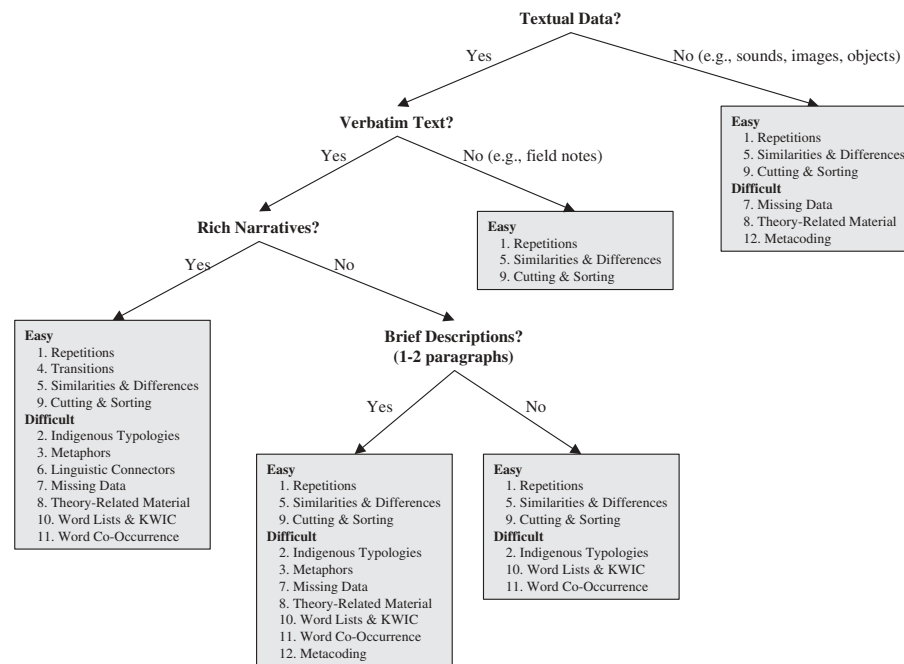 Textual Data?
Yes
No (e.g., sounds, images, objects)
Verbatim Text?
Easy
1. Repetitions
5. Similarities & Differences
9. Cutting & Sorting
Difficult
7. Missing Data
8. Theory-Related Material
12. Metacoding
Yes
No (e.g., field notes)
Rich Narratives?
Easy
1. Repetitions
5. Similarities & Differences
9. Cutting & Sorting
Yes
No
Easy
1. Repetitions
4. Transitions
5. Similarities & Differences
9. Cutting & Sorting
Difficult
2. Indigenous Typologies
3. Metaphors
6. Linguistic Connectors
7. Missing Data
8. Theory-Related Material
10. Word Lists & KWIC
11. Word Co-Occurrence
Brief Descriptions?
(1-2 paragraphs)
Yes
No
Easy
1. Repetitions
5. Similarities & Differences
9. Cutting & Sorting
Difficult
2. Indigenous Typologies
3. Metaphors
7. Missing Data
8. Theory-Related Material
10. Word Lists & KWIC
11. Word Co-Occurrence
12. Metacoding
Easy
1. Repetitions
5. Similarities & Differences
9. Cutting & Sorting
Difficult
2. Indigenous Typologies
10. Word Lists & KWIC
11. Word Co-Occurrence